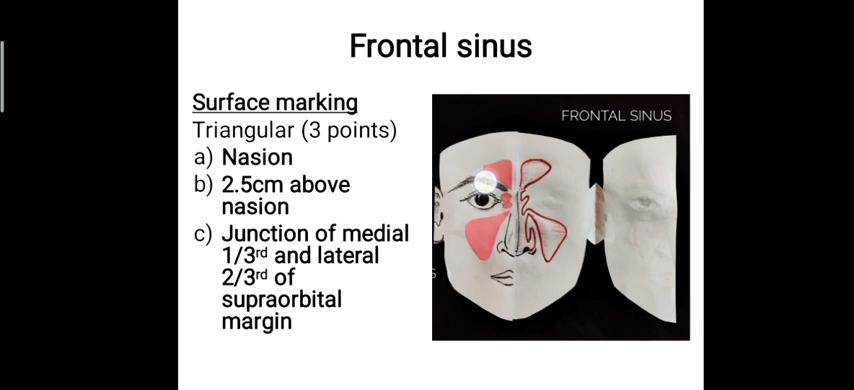 Frontal sinus
Surface marking
Triangular (3 points)
a) Nasion
b) 2.5cm above
nasion
c) Junction of medial
1/3rd and lateral
2/3rd of
supraorbital
margin
FRONTAL SINUS
S